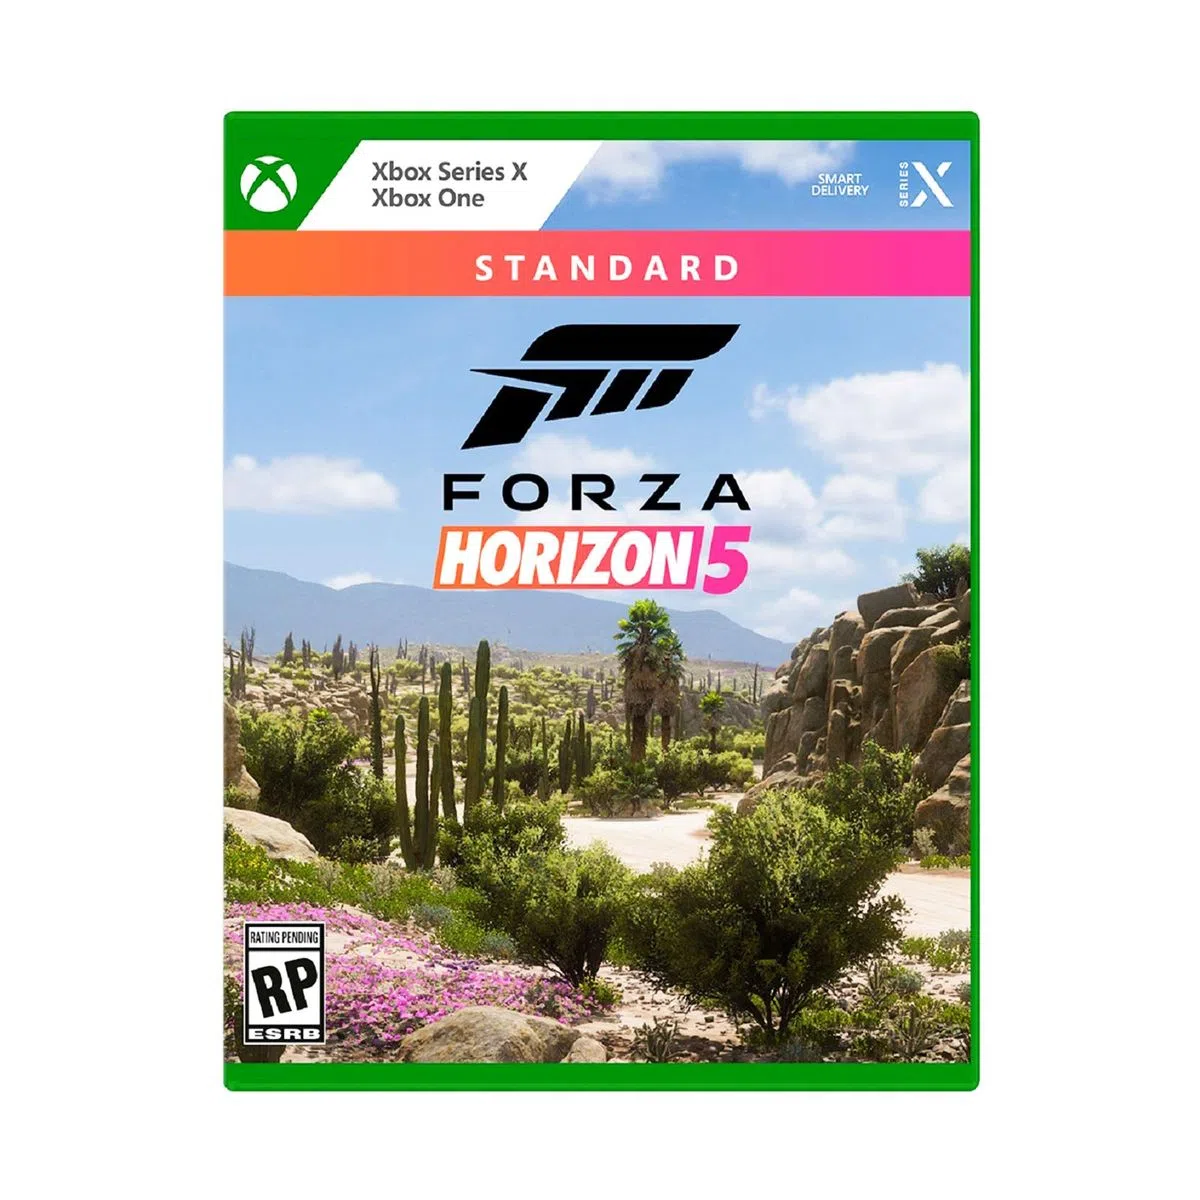 Xbox Series X
Xbox One
SMART
DELIVERY
SERIES
X
STANDARD
FORZA
HORIZON 5
RATING PENDING
RP
ESRB